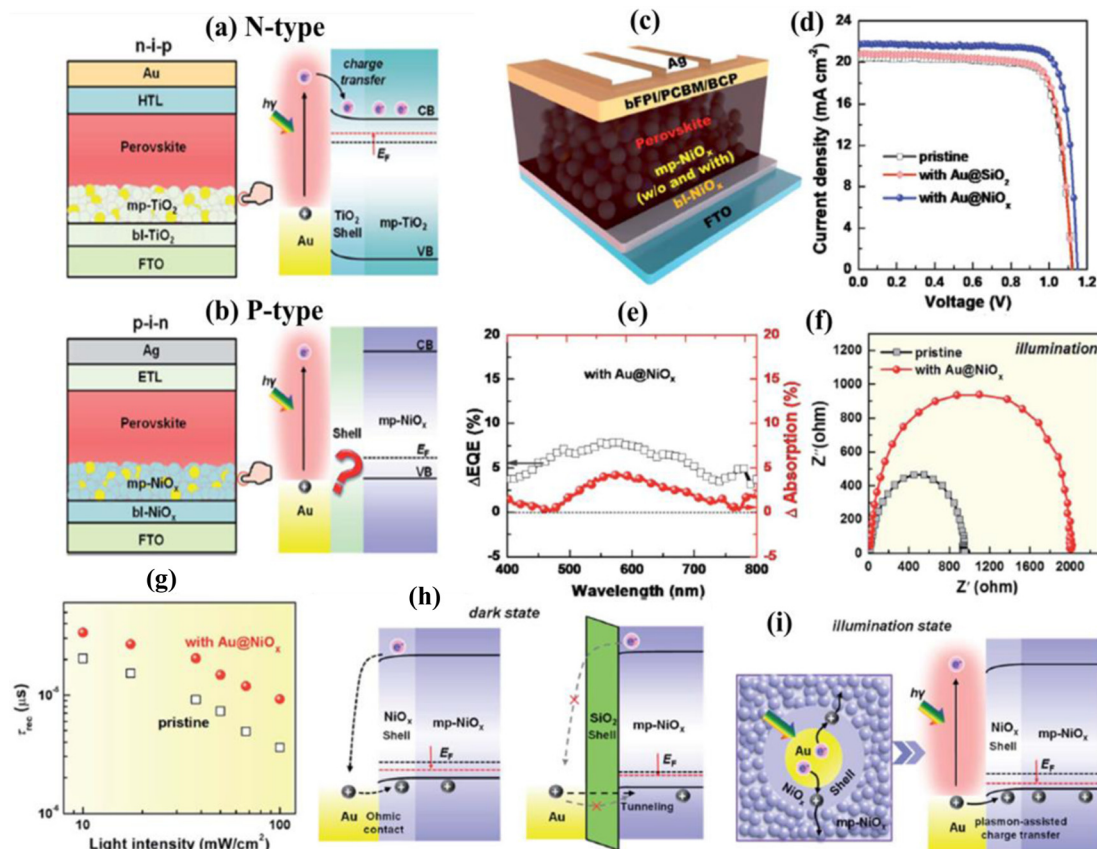 (a) N-type
n-i-p
Au
HTL
Perovskite
mp-TiO2
bl-TiO2
FTO
hγ
charge
transfer
CB
EF
TiO2
Shell
mp-TiO2
Au
VB
(b) P-type
p-i-n
Ag
ETL
Perovskite
mp-NiOx
bl-NiOx
FTO
hγ
CB
Shell
?
mp-NiOx
EF
VB
Au
(c)
Ag
bFPI/PCBM/BCP
Perovskite
mp-NiOx
(w/o and with)
bl-NiOx
FTO
(d)
Current density (mA cm-2)
24
20
16
12
8
4
0
pristine
with Au@SiO2
with Au@NiOx
0.0 0.2 0.4 0.6 0.8 1.0 1.2
Voltage (V)
(e)
ΔEQE (%)
20
15
10
5
0
-5
with Au@NiOx
20
15
10
5
0
-5
Δ Absorption (%)
400 500 600 700 800
Wavelength (nm)
(f)
illumination
Z''(ohm)
1200
1000
800
600
400
200
0
pristine
with Au@NiOx
0 400 800 1200 1600 2000
Z' (ohm)
(g)
τrec (μs)
with Au@NiOx
pristine
10 100
Light intensity (mW/cm2)
(h)
dark state
NiOx
Shell
mp-NiOx
EF
Au
Ohmic
contact
SiO2
Shell
mp-NiOx
EF
Au
Tunneling
(i)
illumination state
Au
NiOx
Shell
mp-NiOx
hγ
NiOx
Shell
mp-NiOx
EF
Au
plasmon-assisted
charge transfer